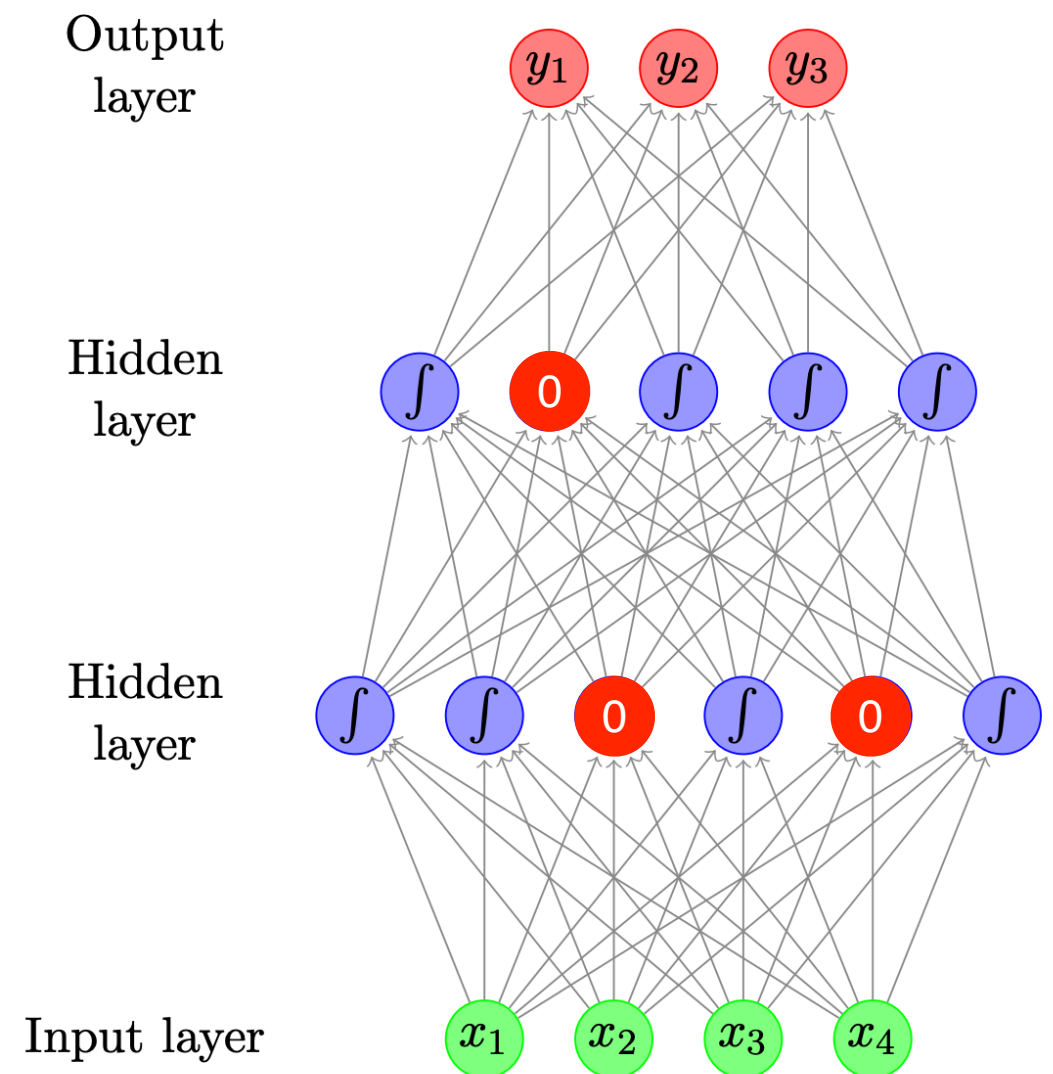 Output
layer
y₁ y₂ y₃
Hidden
layer
∫ 0 ∫ ∫ ∫
Hidden
layer
∫ ∫ 0 ∫ 0 ∫
Input layer
x₁ x₂ x₃ x₄